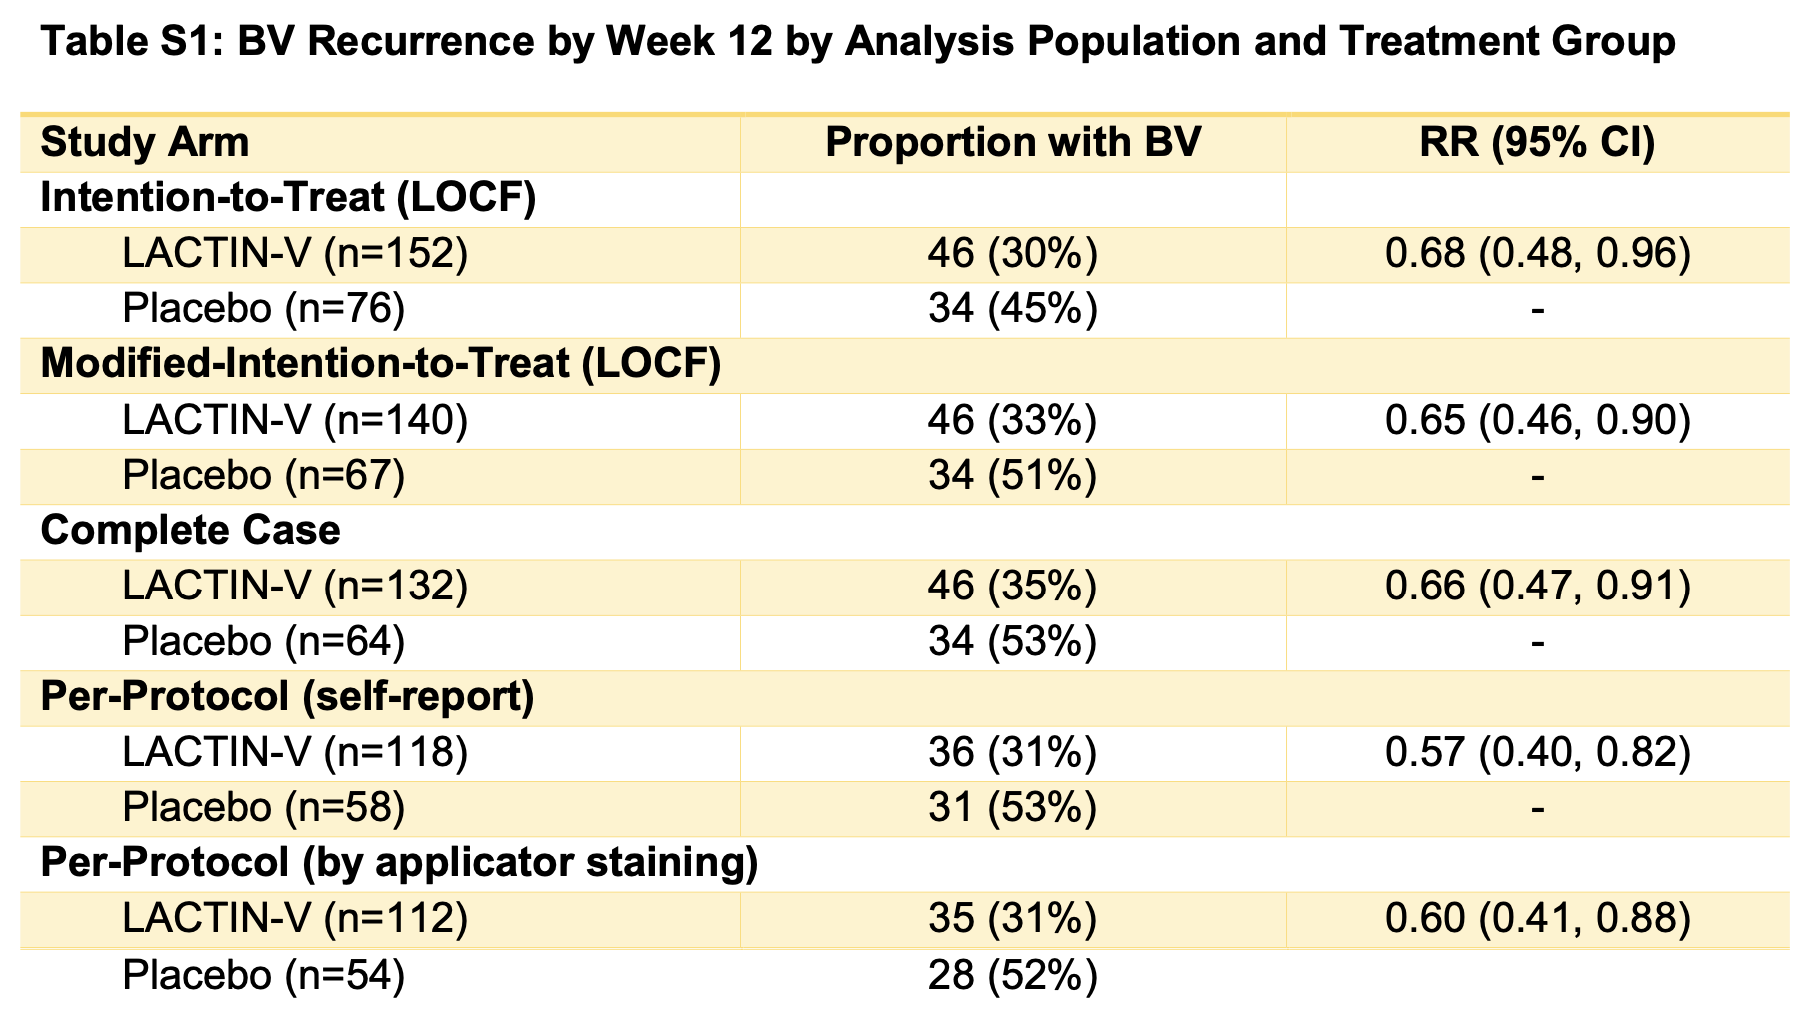 Table S1: BV Recurrence by Week 12 by Analysis Population and Treatment Group
Study Arm Proportion with BV RR (95% CI)
Intention-to-Treat (LOCF)
LACTIN-V (n=152) 46 (30%) 0.68 (0.48, 0.96)
Placebo (n=76) 34 (45%) -
Modified-Intention-to-Treat (LOCF)
LACTIN-V (n=140) 46 (33%) 0.65 (0.46, 0.90)
Placebo (n=67) 34 (51%) -
Complete Case
LACTIN-V (n=132) 46 (35%) 0.66 (0.47, 0.91)
Placebo (n=64) 34 (53%) -
Per-Protocol (self-report)
LACTIN-V (n=118) 36 (31%) 0.57 (0.40, 0.82)
Placebo (n=58) 31 (53%) -
Per-Protocol (by applicator staining)
LACTIN-V (n=112) 35 (31%) 0.60 (0.41, 0.88)
Placebo (n=54) 28 (52%)